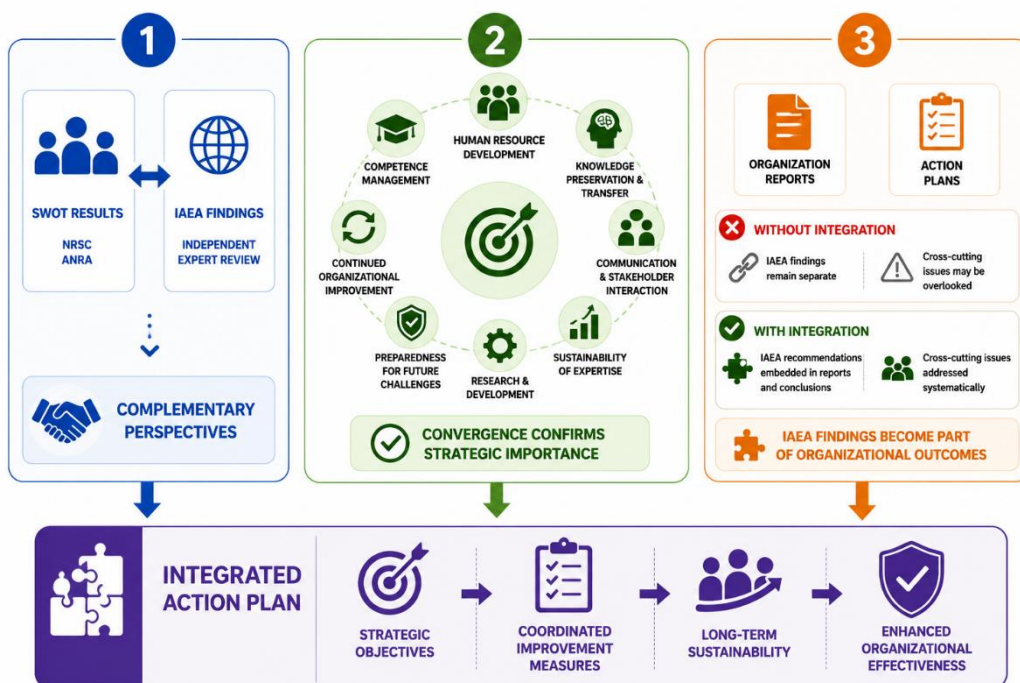 1
SWOT RESULTS
NRSC
ANRA
IAEA FINDINGS
INDEPENDENT
EXPERT REVIEW
COMPLEMENTARY
PERSPECTIVES
2
HUMAN RESOURCE
DEVELOPMENT
KNOWLEDGE
PRESERVATION &
TRANSFER
COMMUNICATION
& STAKEHOLDER
INTERACTION
SUSTAINABILITY
OF EXPERTISE
RESEARCH &
DEVELOPMENT
PREPAREDNESS
FOR FUTURE
CHALLENGES
CONTINUED
ORGANIZATIONAL
IMPROVEMENT
COMPETENCE
MANAGEMENT
CONVERGENCE CONFIRMS
STRATEGIC IMPORTANCE
3
ORGANIZATION
REPORTS
ACTION
PLANS
WITHOUT INTEGRATION
IAEA findings
remain separate
Cross-cutting
issues may be
overlooked
WITH INTEGRATION
IAEA recommendations
embedded in reports
and conclusions
Cross-cutting issues
addressed
systematically
IAEA FINDINGS BECOME PART
OF ORGANIZATIONAL OUTCOMES
INTEGRATED
ACTION PLAN
STRATEGIC
OBJECTIVES
COORDINATED
IMPROVEMENT
MEASURES
LONG-TERM
SUSTAINABILITY
ENHANCED
ORGANIZATIONAL
EFFECTIVENESS